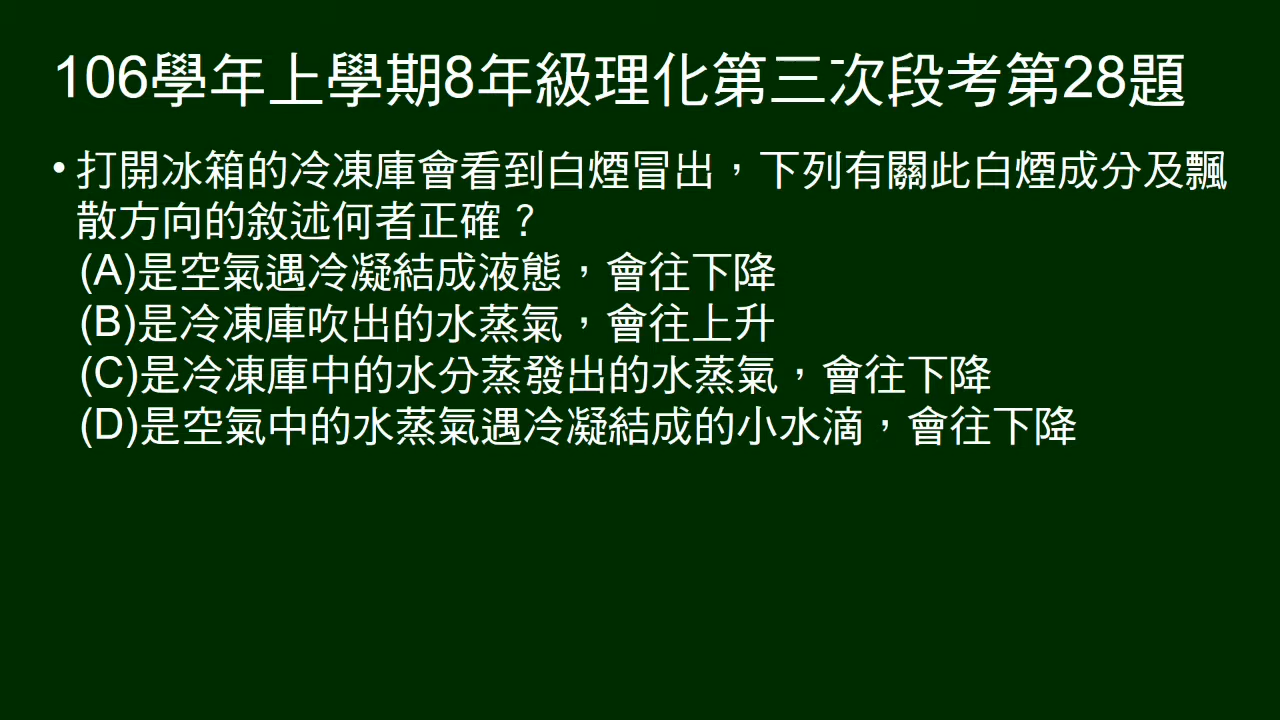 106學年上學期8年級理化第三次段考第28題
• 打開冰箱的冷凍庫會看到白煙冒出，下列有關此白煙成分及飄
散方向的敘述何者正確？
(A)是空氣遇冷凝結成液態，會往下降
(B)是冷凍庫吹出的水蒸氣，會往上升
(C)是冷凍庫中的水分蒸發出的水蒸氣，會往下降
(D)是空氣中的水蒸氣遇冷凝結成的小水滴，會往下降